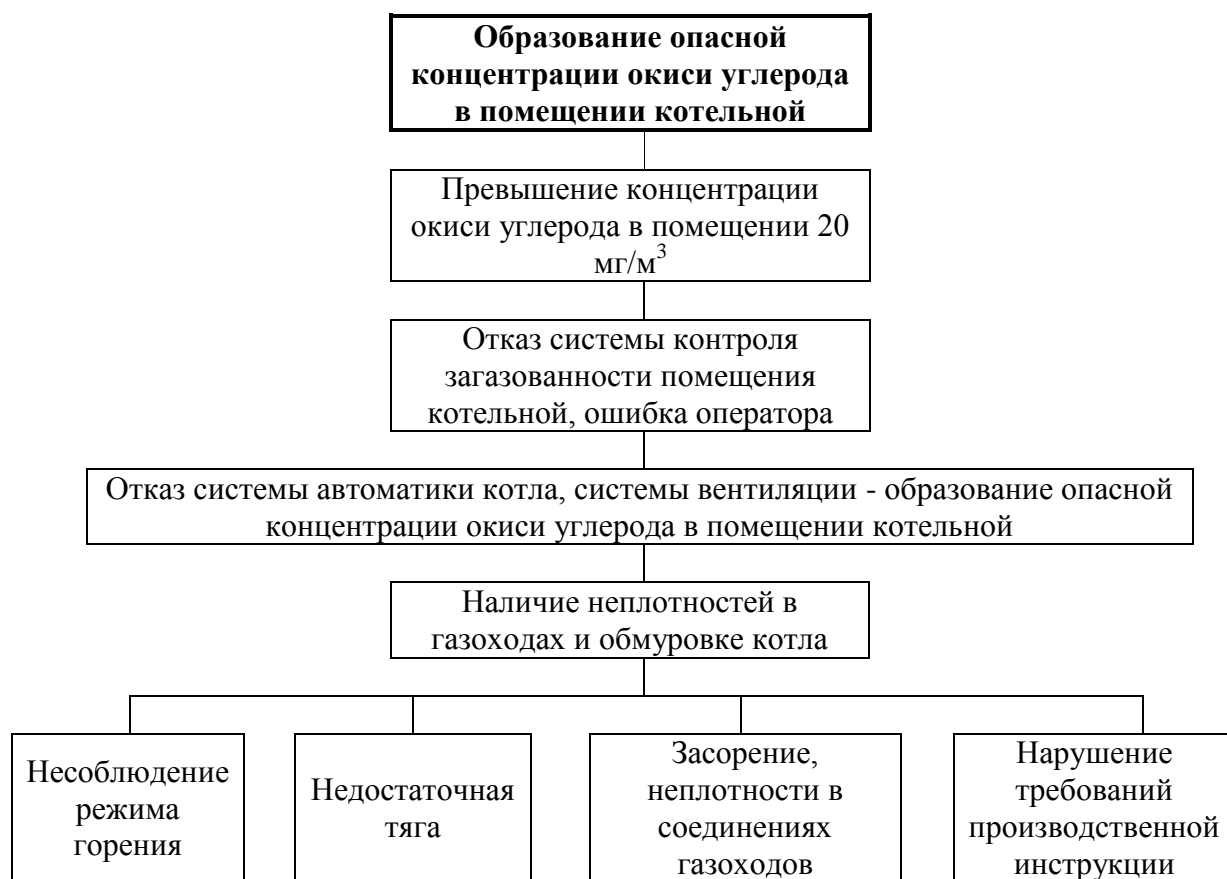 Образование опасной
концентрации окиси углерода
в помещении котельной
Превышение концентрации
окиси углерода в помещении 20
мг/м³
Отказ системы контроля
загазованности помещения
котельной, ошибка оператора
Отказ системы автоматики котла, системы вентиляции - образование опасной
концентрации окиси углерода в помещении котельной
Наличие неплотностей в
газоходах и обмуровке котла
Несоблюдение
режима
горения
Недостаточная
тяга
Засорение,
неплотности в
соединениях
газоходов
Нарушение
требований
производственной
инструкции